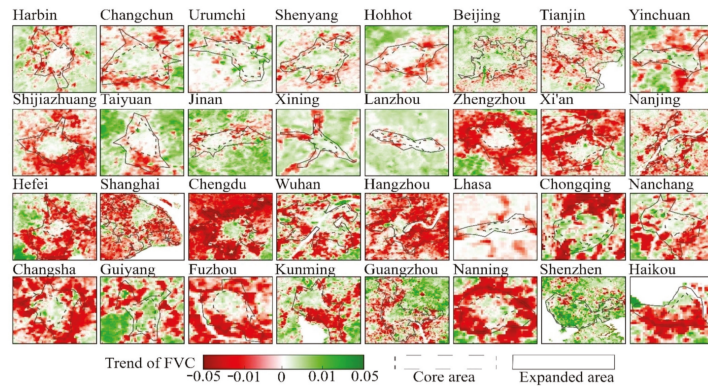 Harbin Changchun Urumchi Shenyang Hohhot Beijing Tianjin Yinchuan
Shijiazhuang Taiyuan Jinan Xining Lanzhou Zhengzhou Xi'an Nanjing
Hefei Shanghai Chengdu Wuhan Hangzhou Lhasa Chongqing Nanchang
Changsha Guiyang Fuzhou Kunming Guangzhou Nanning Shenzhen Haikou
Trend of FVC
-0.05 -0.01 0 0.01 0.05
Core area
Expanded area